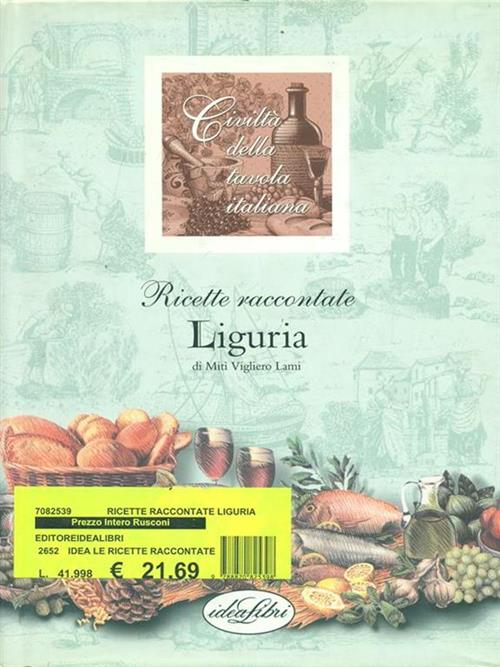 Civiltà
della
tavola
italiana
Ricette raccontate
Liguria
di Miti Vigliero Lami
7082539 RICETTE RACCONTATE LIGURIA
Prezzo Intero Rusconi
EDITOREIDEALIBRI
2652 IDEA LE RICETTE RACCONTATE
L. 41.998 € 21.69
idealibri